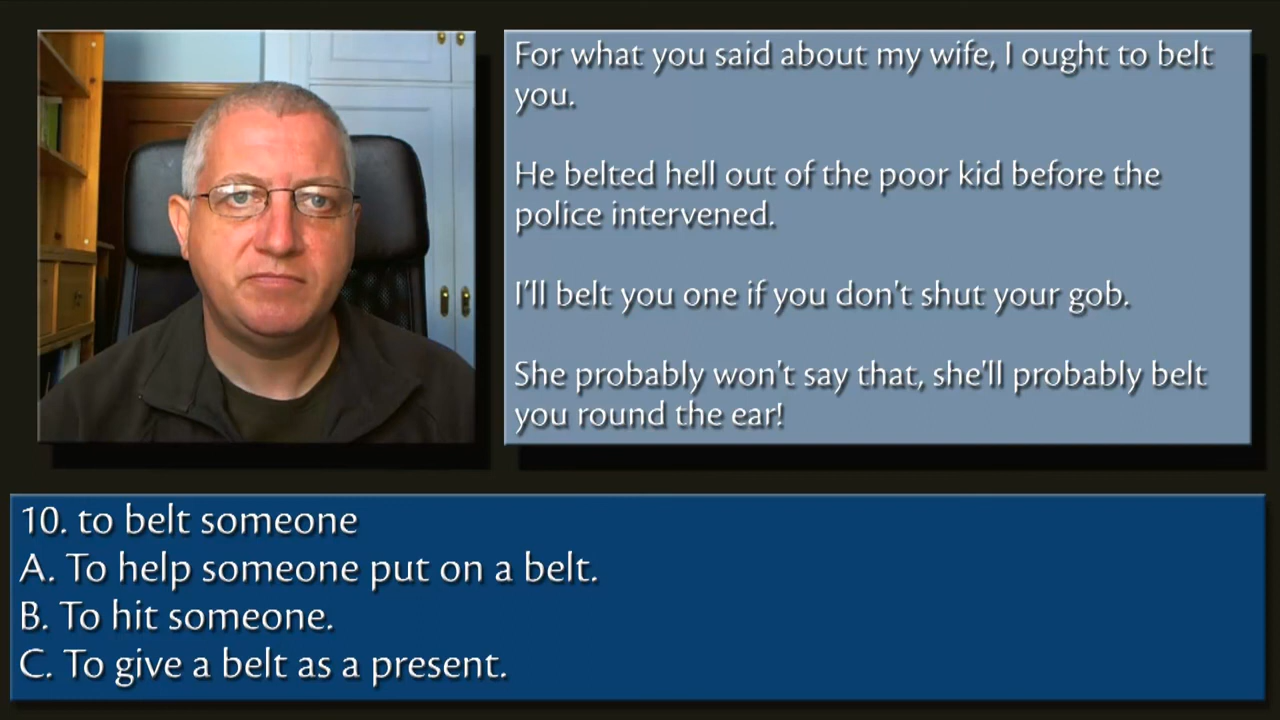 For what you said about my wife, I ought to belt
you.
He belted hell out of the poor kid before the
police intervened.
I'll belt you one if you don't shut your gob.
She probably won't say that, she'll probably belt
you round the ear!
10. to belt someone
A. To help someone put on a belt.
B. To hit someone.
C. To give a belt as a present.